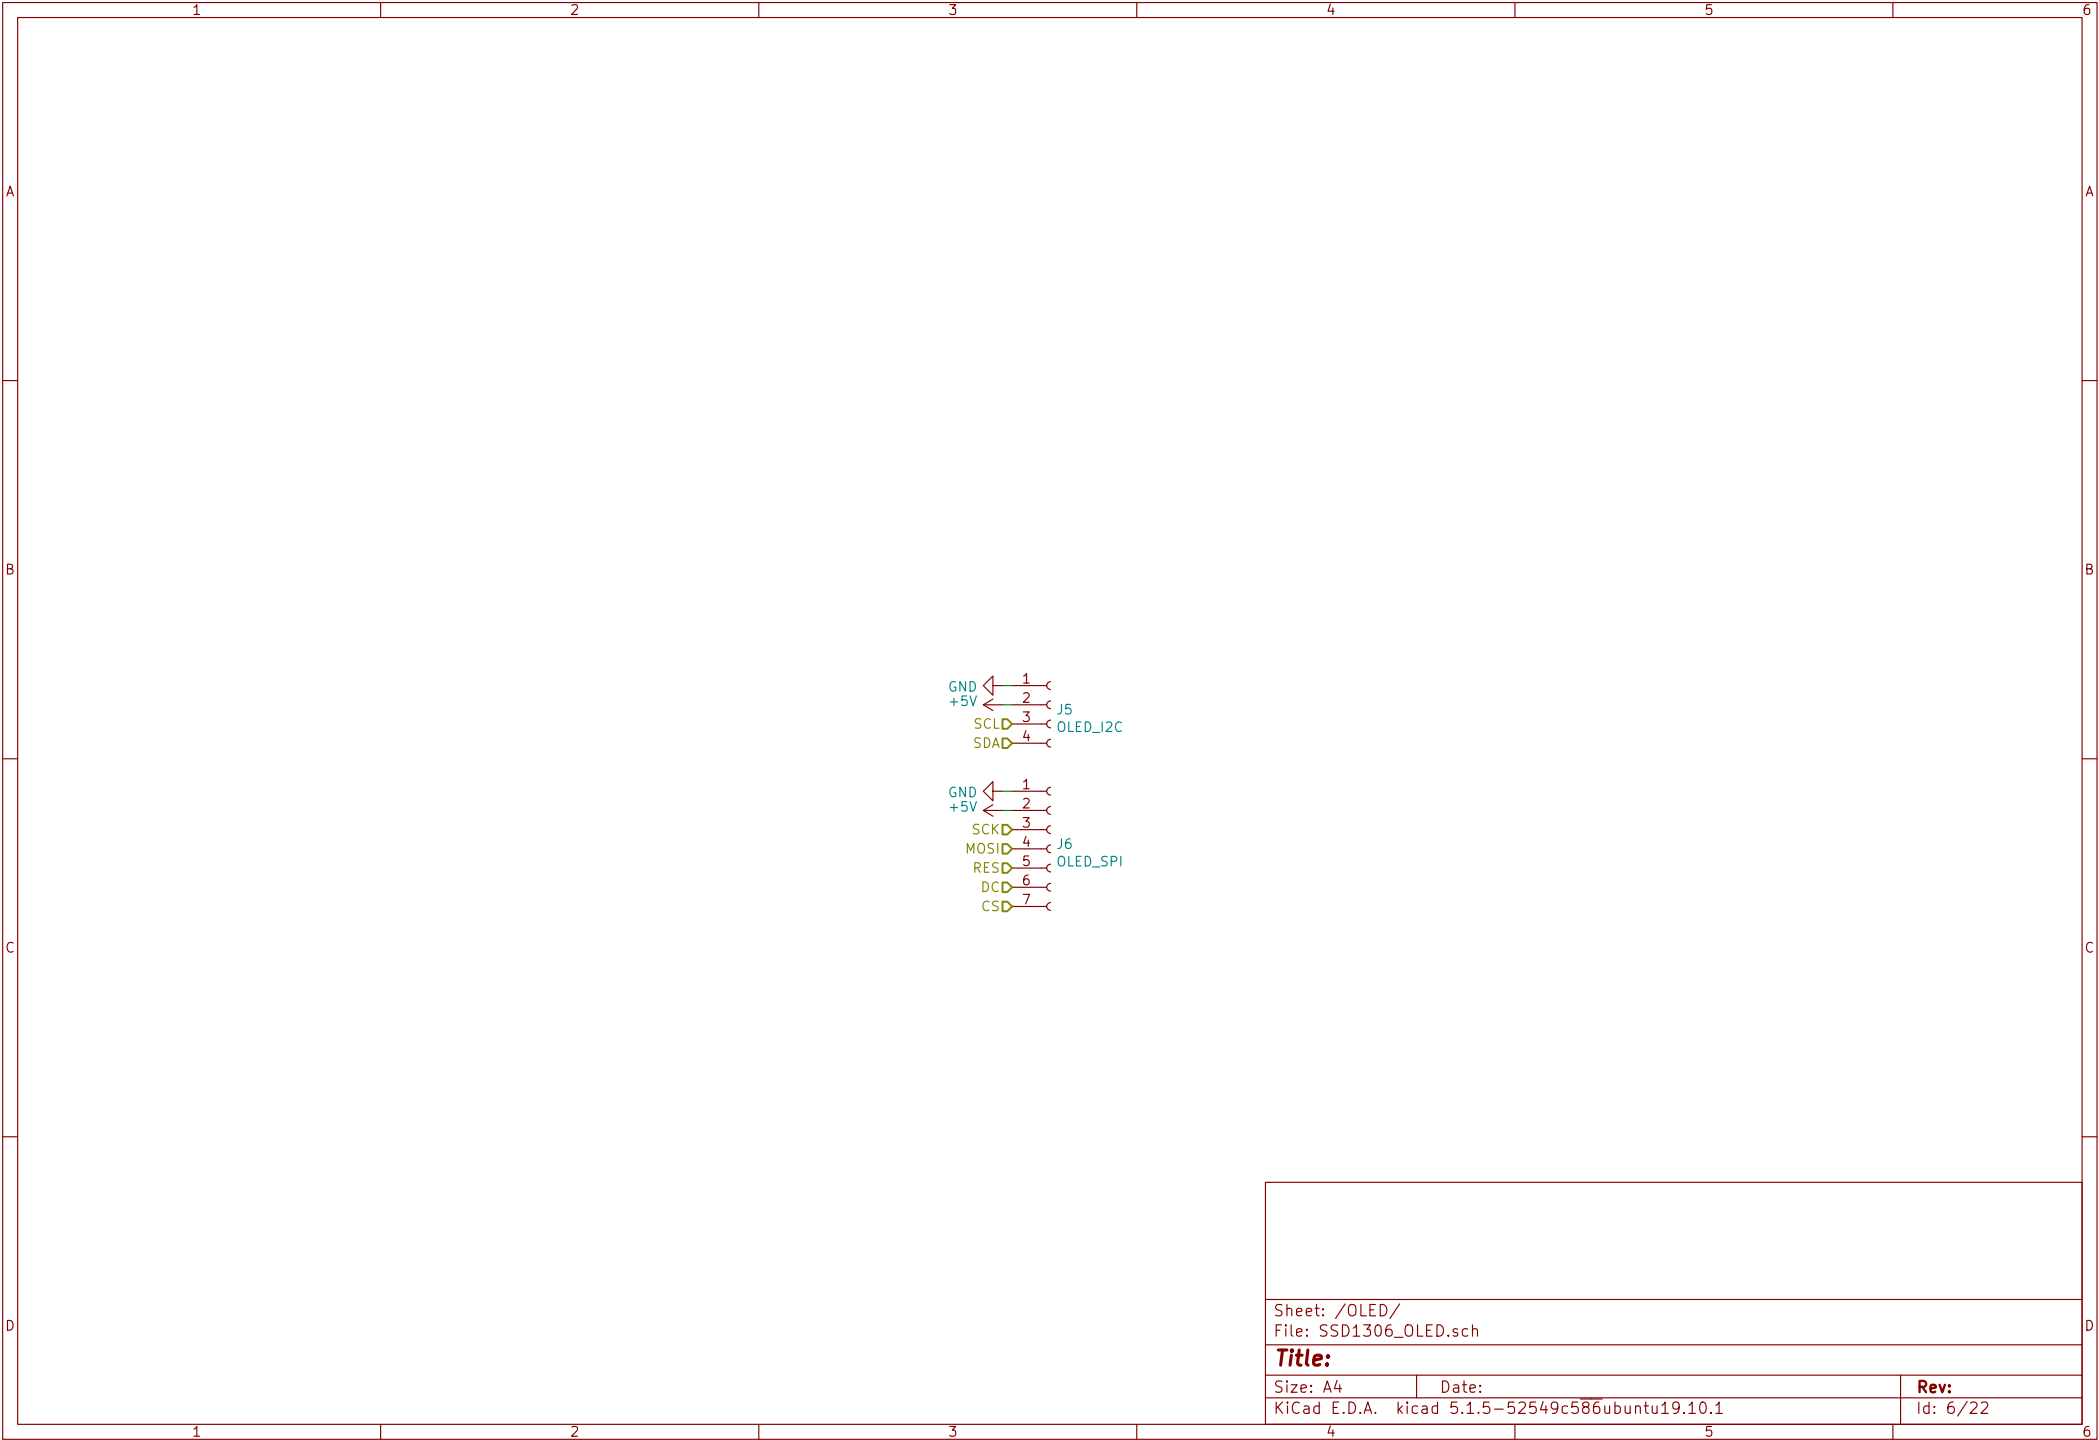 1 2 3 4 5 6
A A
B B
GND 1
+5V 2
J5
SCL 3
OLED_I2C
SDA 4
GND 1
+5V 2
SCK 3
MOSI 4
J6
RES 5
OLED_SPI
DC 6
CS 7
C C
Sheet: /OLED/
File: SSD1306_OLED.sch
D D
Title:
Size: A4 Date: Rev:
KiCad E.D.A. kicad 5.1.5-52549c586ubuntu19.10.1 Id: 6/22
1 2 3 4 5 6